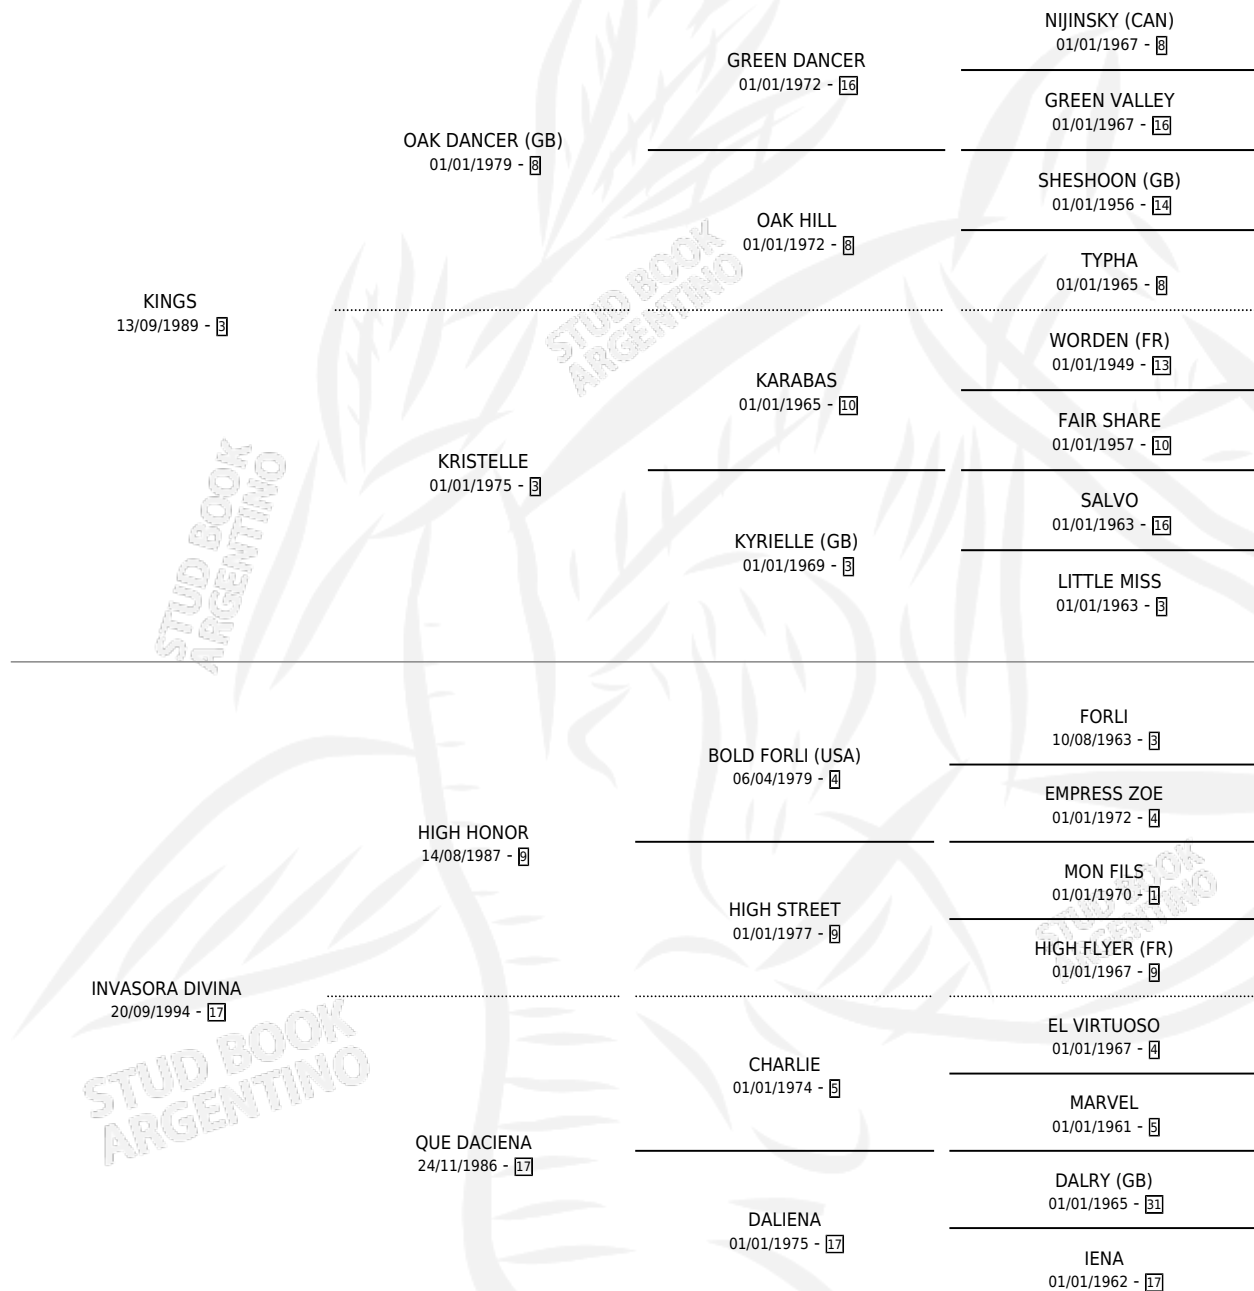 NIJINSKY (CAN)
01/01/1967 - 8
GREEN DANCER
01/01/1972 - 16
GREEN VALLEY
01/01/1967 - 16
OAK DANCER (GB)
01/01/1979 - 8
SHESHOON (GB)
01/01/1956 - 14
OAK HILL
01/01/1972 - 8
TYPHA
01/01/1965 - 8
KINGS
13/09/1989 - 3
WORDEN (FR)
01/01/1949 - 13
KARABAS
01/01/1965 - 10
FAIR SHARE
01/01/1957 - 10
KRISTELLE
01/01/1975 - 3
SALVO
01/01/1963 - 16
KYRIELLE (GB)
01/01/1969 - 3
LITTLE MISS
01/01/1963 - 3
FORLI
10/08/1963 - 3
BOLD FORLI (USA)
06/04/1979 - 4
EMPRESS ZOE
01/01/1972 - 4
HIGH HONOR
14/08/1987 - 9
MON FILS
01/01/1970 - 1
HIGH STREET
01/01/1977 - 9
HIGH FLYER (FR)
01/01/1967 - 9
INVASORA DIVINA
20/09/1994 - 17
EL VIRTUOSO
01/01/1967 - 4
CHARLIE
01/01/1974 - 5
MARVEL
01/01/1961 - 5
QUE DACIENA
24/11/1986 - 17
DALRY (GB)
01/01/1965 - 31
DALIENA
01/01/1975 - 17
IENA
01/01/1962 - 17
STUD BOOK
ARGENTINO
STUD BOOK
ARGENTINO
STUD BOOK
ARGENTINO
STUD BOOK
ARGENTINO